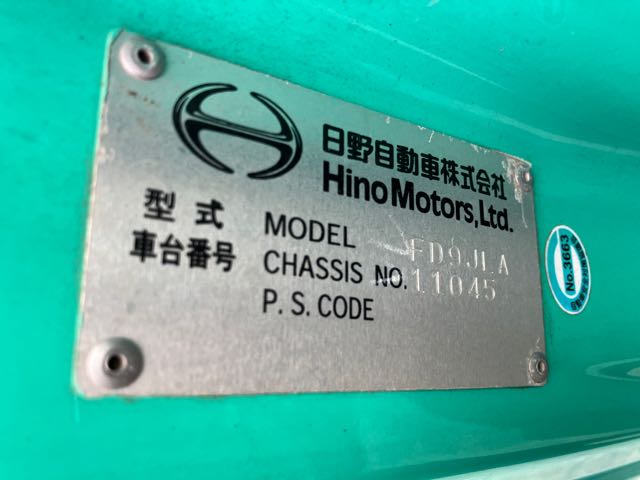 日野自動車株式会社
Hino Motors, Ltd.
型式 MODEL FD9JLA
車台番号 CHASSIS NO. 11045
P.S. CODE
No.3663